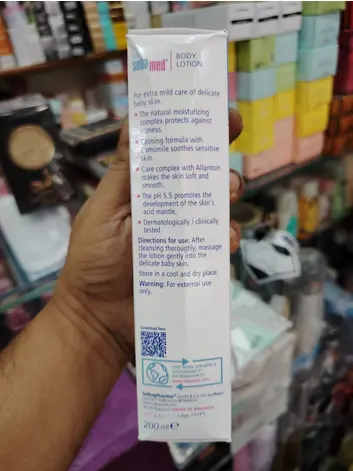 sebamed
BODY
LOTION
For extra mild care of delicate
baby skin.
• The natural moisturizing
complex protects against
dryness.
• Calming formula with
Camomile soothes sensitive
skin.
• Care complex with Allantoin
makes the skin soft and
smooth.
• The pH 5.5 promotes the
development of the skin's
acid mantle.
• Dermatologically / clinically
tested.
Directions for use: After
cleansing thoroughly, massage
the lotion gently into the
delicate baby skin.
Store in a cool and dry place.
Warning: For external use
only.
Download here
Sebapharma
200 ml e